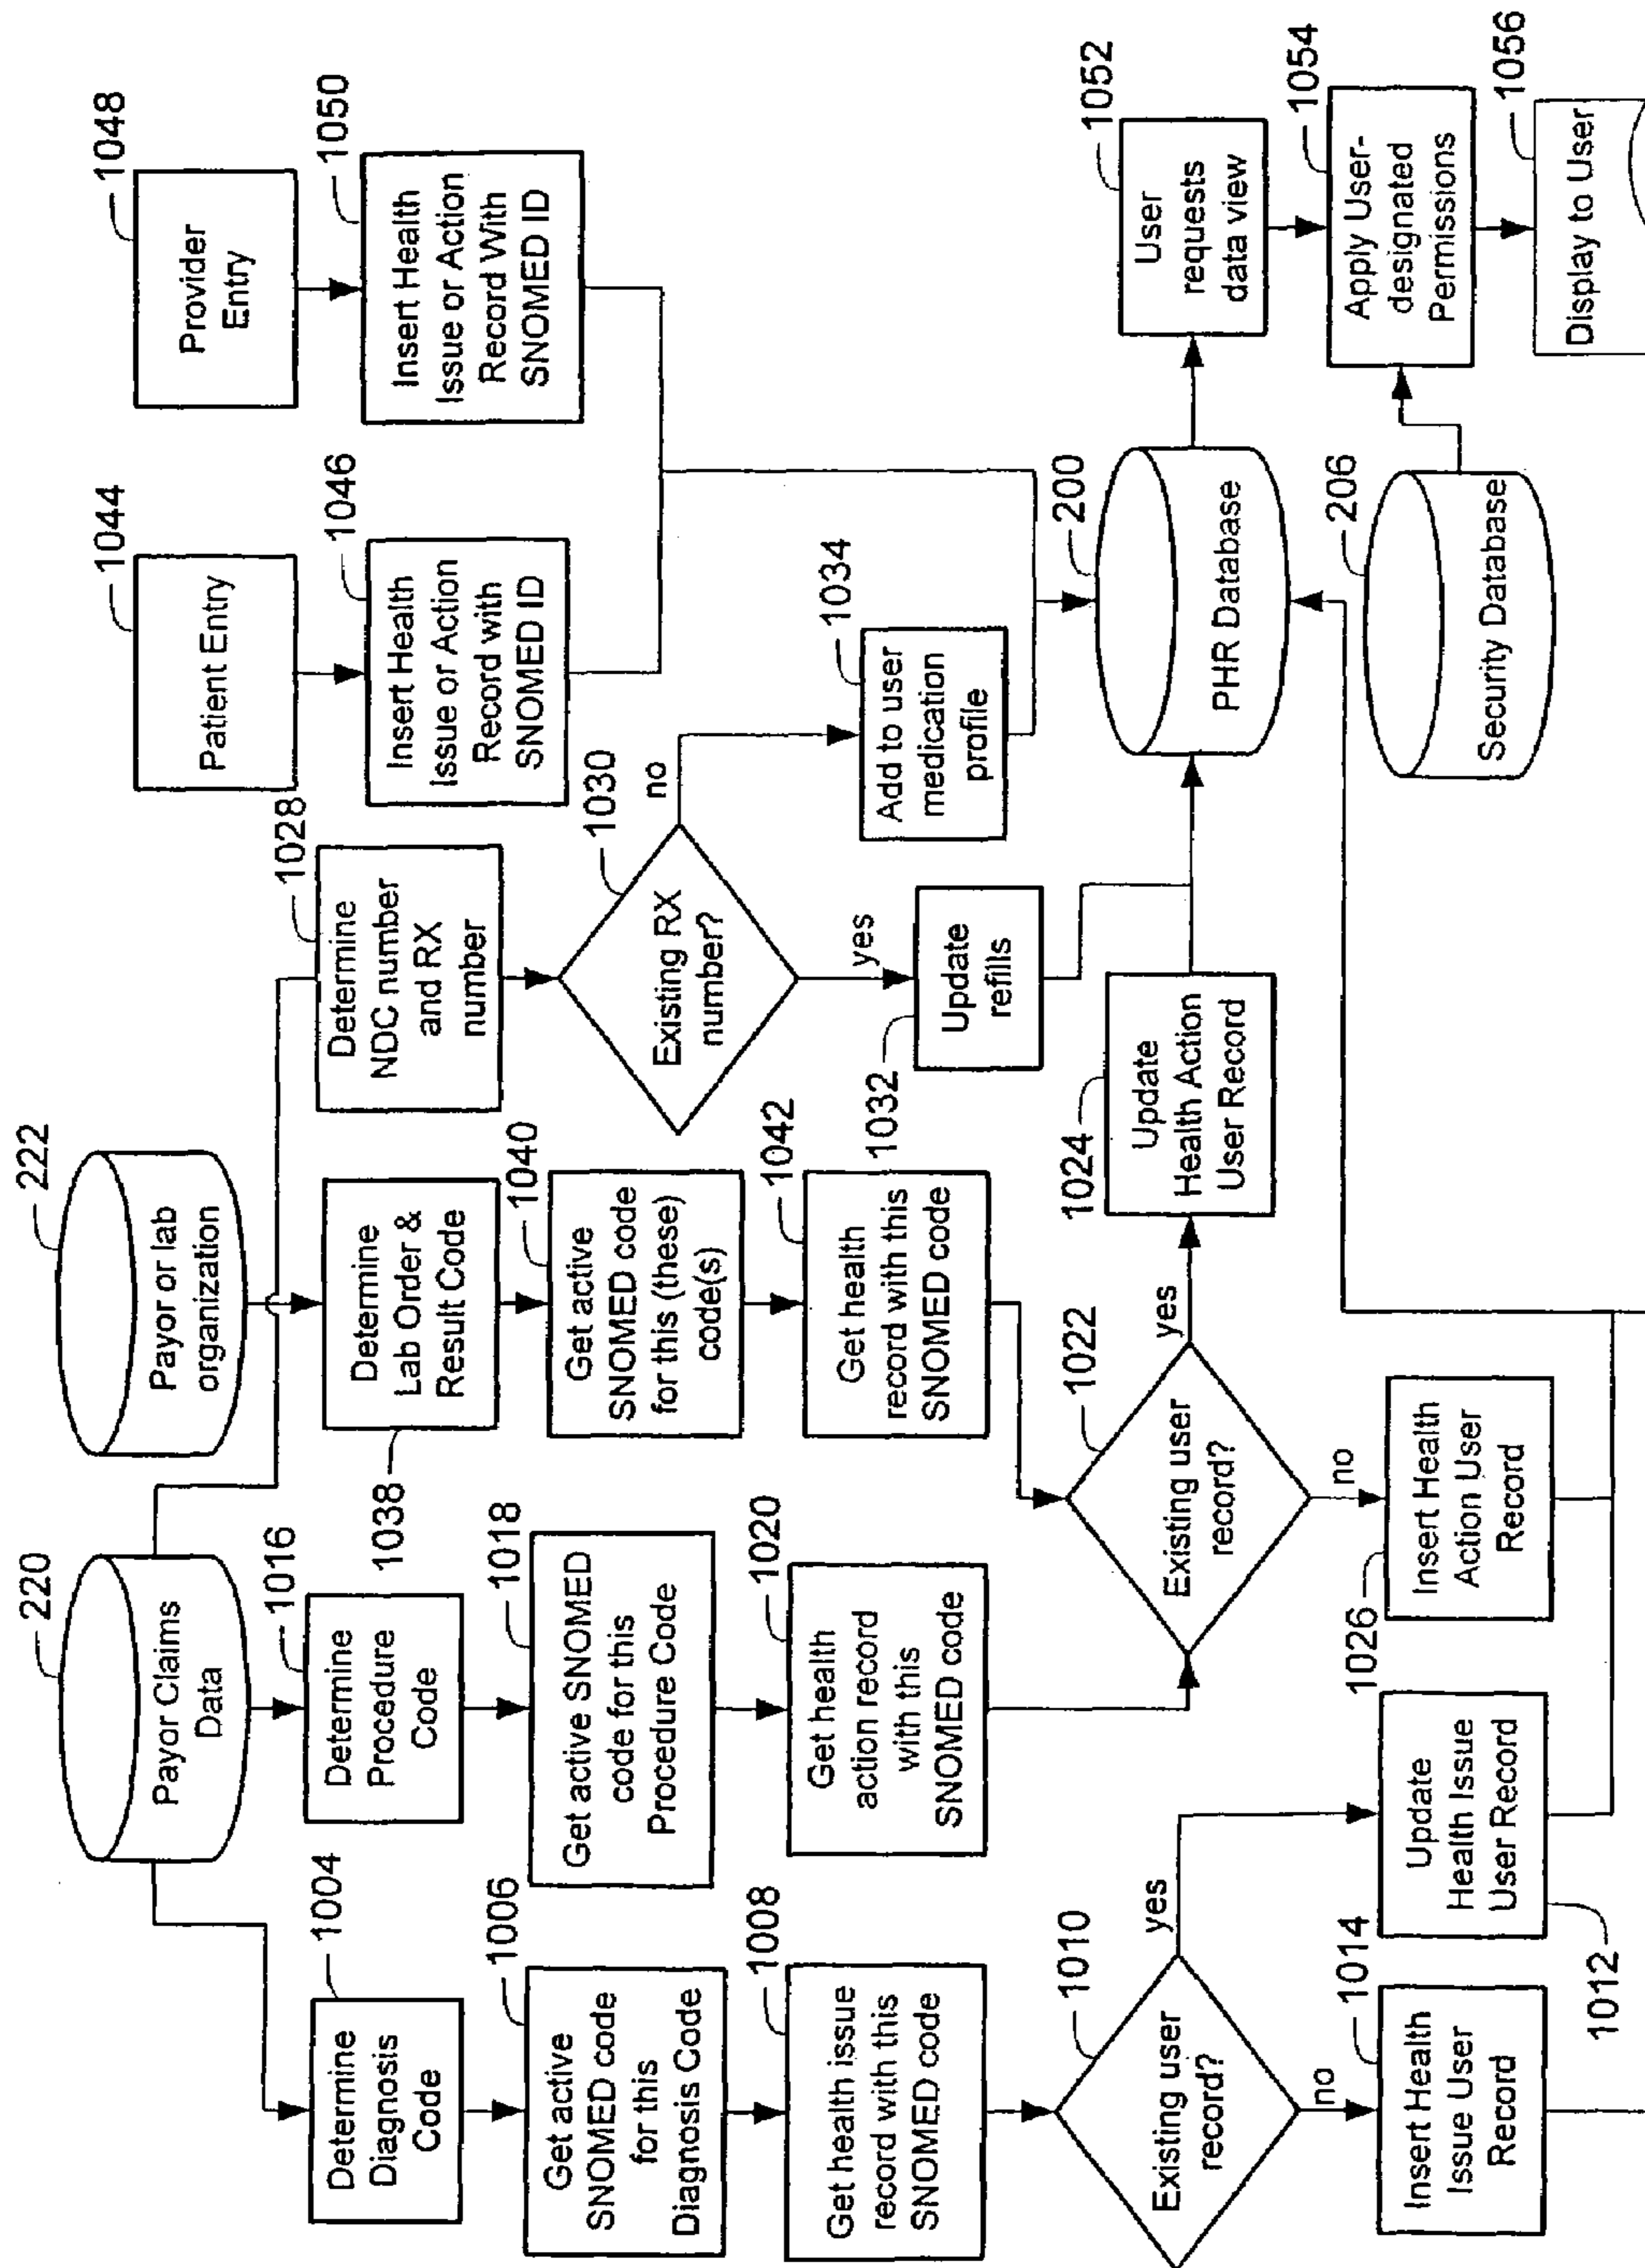 220
Payor Claims
Data
222
Payor or lab
organization
1044
Patient Entry
1048
Provider
Entry
1004
Determine
Diagnosis
Code
1016
Determine
Procedure
Code
Determine
Lab Order &
Result Code
1038
1028
Determine
NDC number
and RX
number
1046
Insert Health
Issue or Action
Record with
SNOMED ID
1050
Insert Health
Issue or Action
Record With
SNOMED ID
1006
Get active
SNOMED code
for this
Diagnosis Code
1018
Get active SNOMED
code for this
Procedure Code
1040
Get active
SNOMED code
for this (these)
code(s)
1030
Existing RX
number?
no
yes
1008
Get health issue
record with this
SNOMED code
1020
Get health
action record
with this
SNOMED code
1042
Get health
record with this
SNOMED code
1032
Update
refills
1034
Add to user
medication
profile
1010
Existing user
record?
yes
no
1022
Existing user
record?
yes
no
1024
Update
Health Action
User Record
200
PHR Database
1052
User
requests
data view
1014
Insert Health
Issue User
Record
Update
Health Issue
User Record
1012
1026
Insert Health
Action User
Record
206
Security Database
1054
Apply User-
designated
Permissions
1056
Display to User